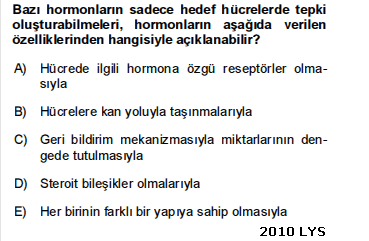 Bazı hormonların sadece hedef hücrelerde tepki
oluşturabilmeleri, hormonların aşağıda verilen
özelliklerinden hangisiyle açıklanabilir?
A) Hücrede ilgili hormona özgü reseptörler olma-
sıyla
B) Hücrelere kan yoluyla taşınmalarıyla
C) Geri bildirim mekanizmasıyla miktarlarının den-
gede tutulmasıyla
D) Steroit bileşikler olmalarıyla
E) Her birinin farklı bir yapıya sahip olmasıyla
2010 LYS